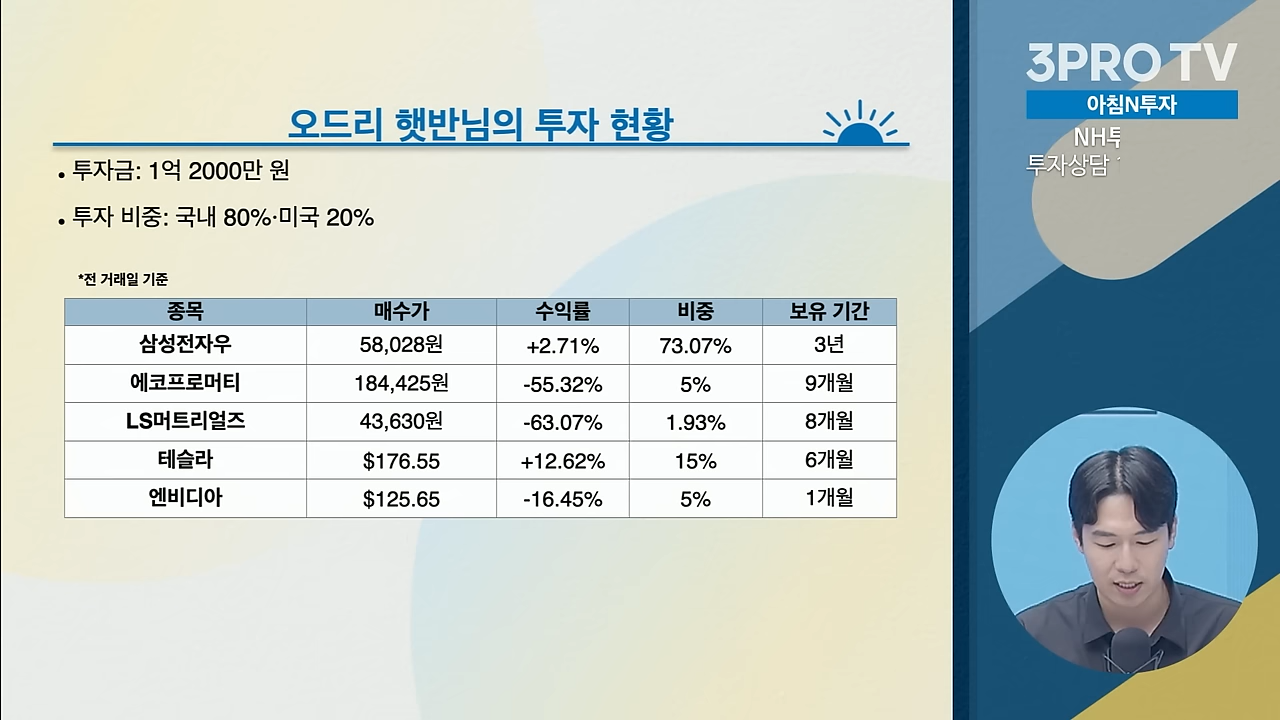 오드리 햇반님의 투자 현황
• 투자금: 1억 2000만 원
• 투자 비중: 국내 80%·미국 20%
*전 거래일 기준
종목 매수가 수익률 비중 보유 기간
삼성전자우 58,028원 +2.71% 73.07% 3년
에코프로머티 184,425원 -55.32% 5% 9개월
LS머트리얼즈 43,630원 -63.07% 1.93% 8개월
테슬라 $176.55 +12.62% 15% 6개월
엔비디아 $125.65 -16.45% 5% 1개월
3PRO TV
아침N투자
NH투
투자상담